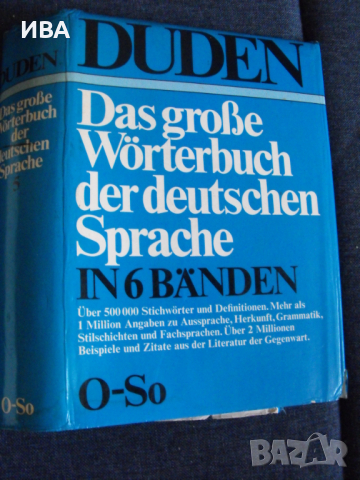 ИВА
DUDEN
Das große
Wörterbuch
der
deutschen
Sprache
5
O-So
DUDEN
Das große
Wörterbuch
der deutschen
Sprache
IN 6 BÄNDEN
Über 500 000 Stichwörter und Definitionen. Mehr als
1 Million Angaben zu Aussprache, Herkunft, Grammatik,
Stilschichten und Fachsprachen. Über 2 Millionen
Beispiele und Zitate aus der Literatur der Gegenwart.
O-So
BAZAR